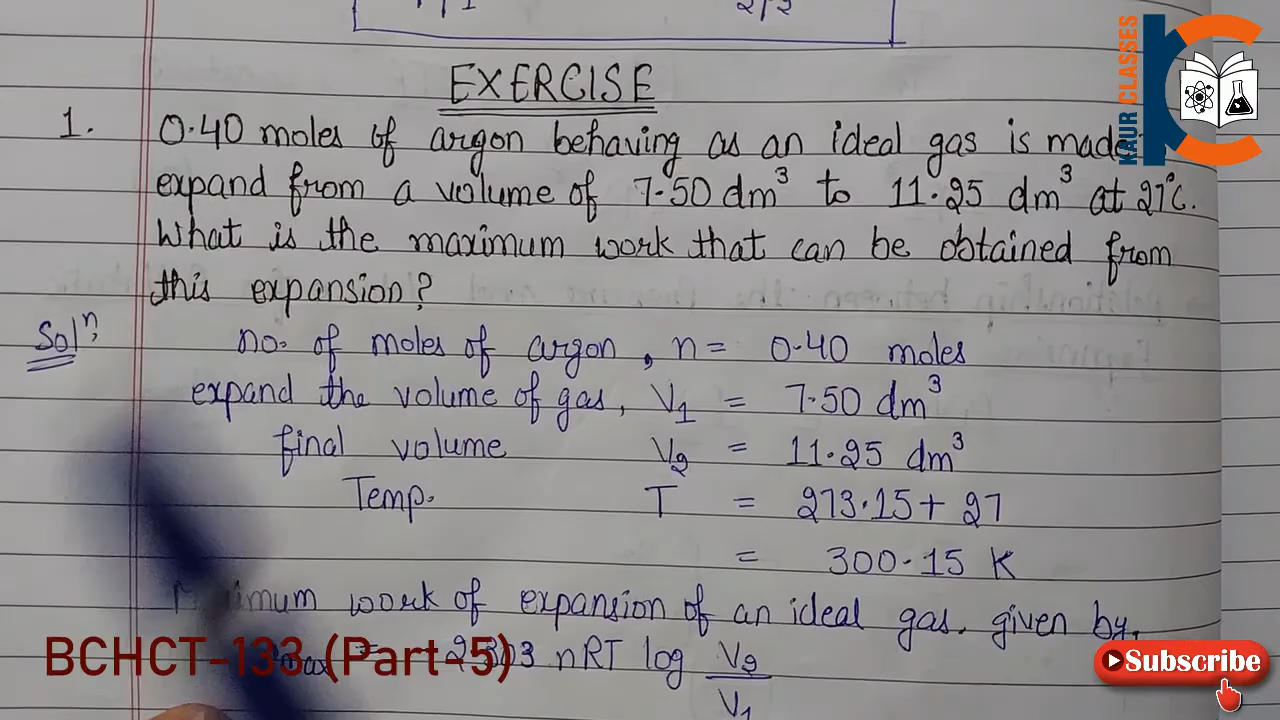 EXERCISE
1. 0.40 moles of argon behaving as an ideal gas is made
expand from a volume of 7.50 dm³ to 11.25 dm³ at 27°C.
What is the maximum work that can be obtained from
this expansion?
Solⁿ: no. of moles of argon, n = 0.40 moles
expand the volume of gas, V₁ = 7.50 dm³
final volume V₂ = 11.25 dm³
Temp. T = 273.15 + 27
= 300.15 K
work of expansion of an ideal gas, given by,
nRT log V₂/V₁
BCHCT-133 (Part-5)
KAUR CLASSES
Subscribe